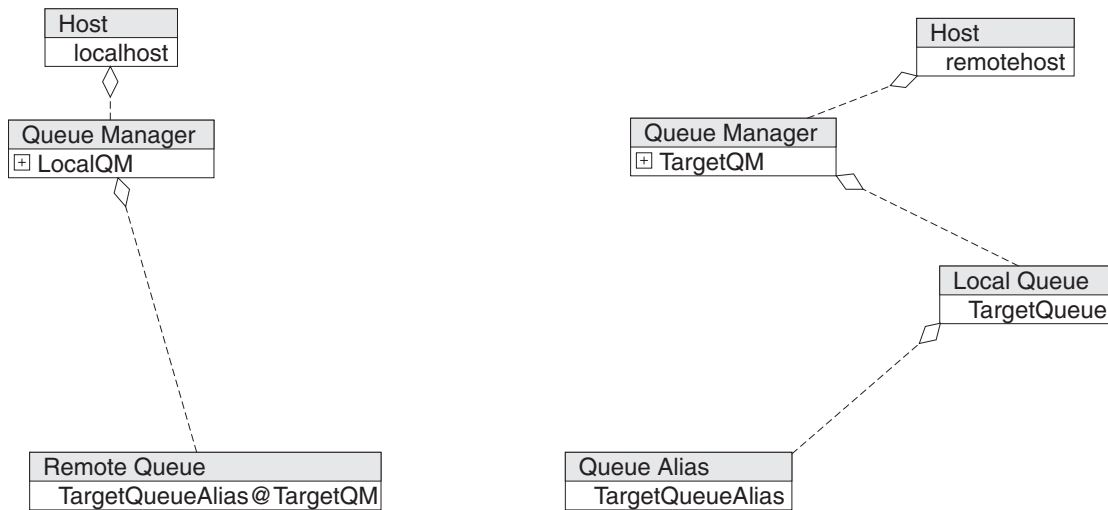 Host
localhost
Queue Manager
LocalQM
Remote Queue
TargetQueueAlias@TargetQM
Host
remotehost
Queue Manager
TargetQM
Local Queue
TargetQueue
Queue Alias
TargetQueueAlias